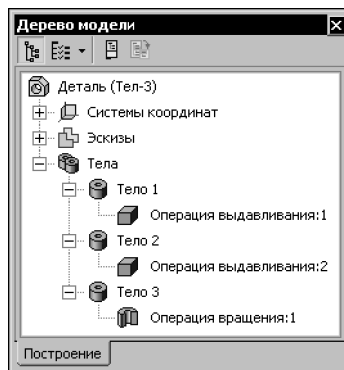 Дерево модели
Деталь (Тел-3)
Системы координат
Эскизы
Тела
Тело 1
Операция выдавливания:1
Тело 2
Операция выдавливания:2
Тело 3
Операция вращения:1
Построение